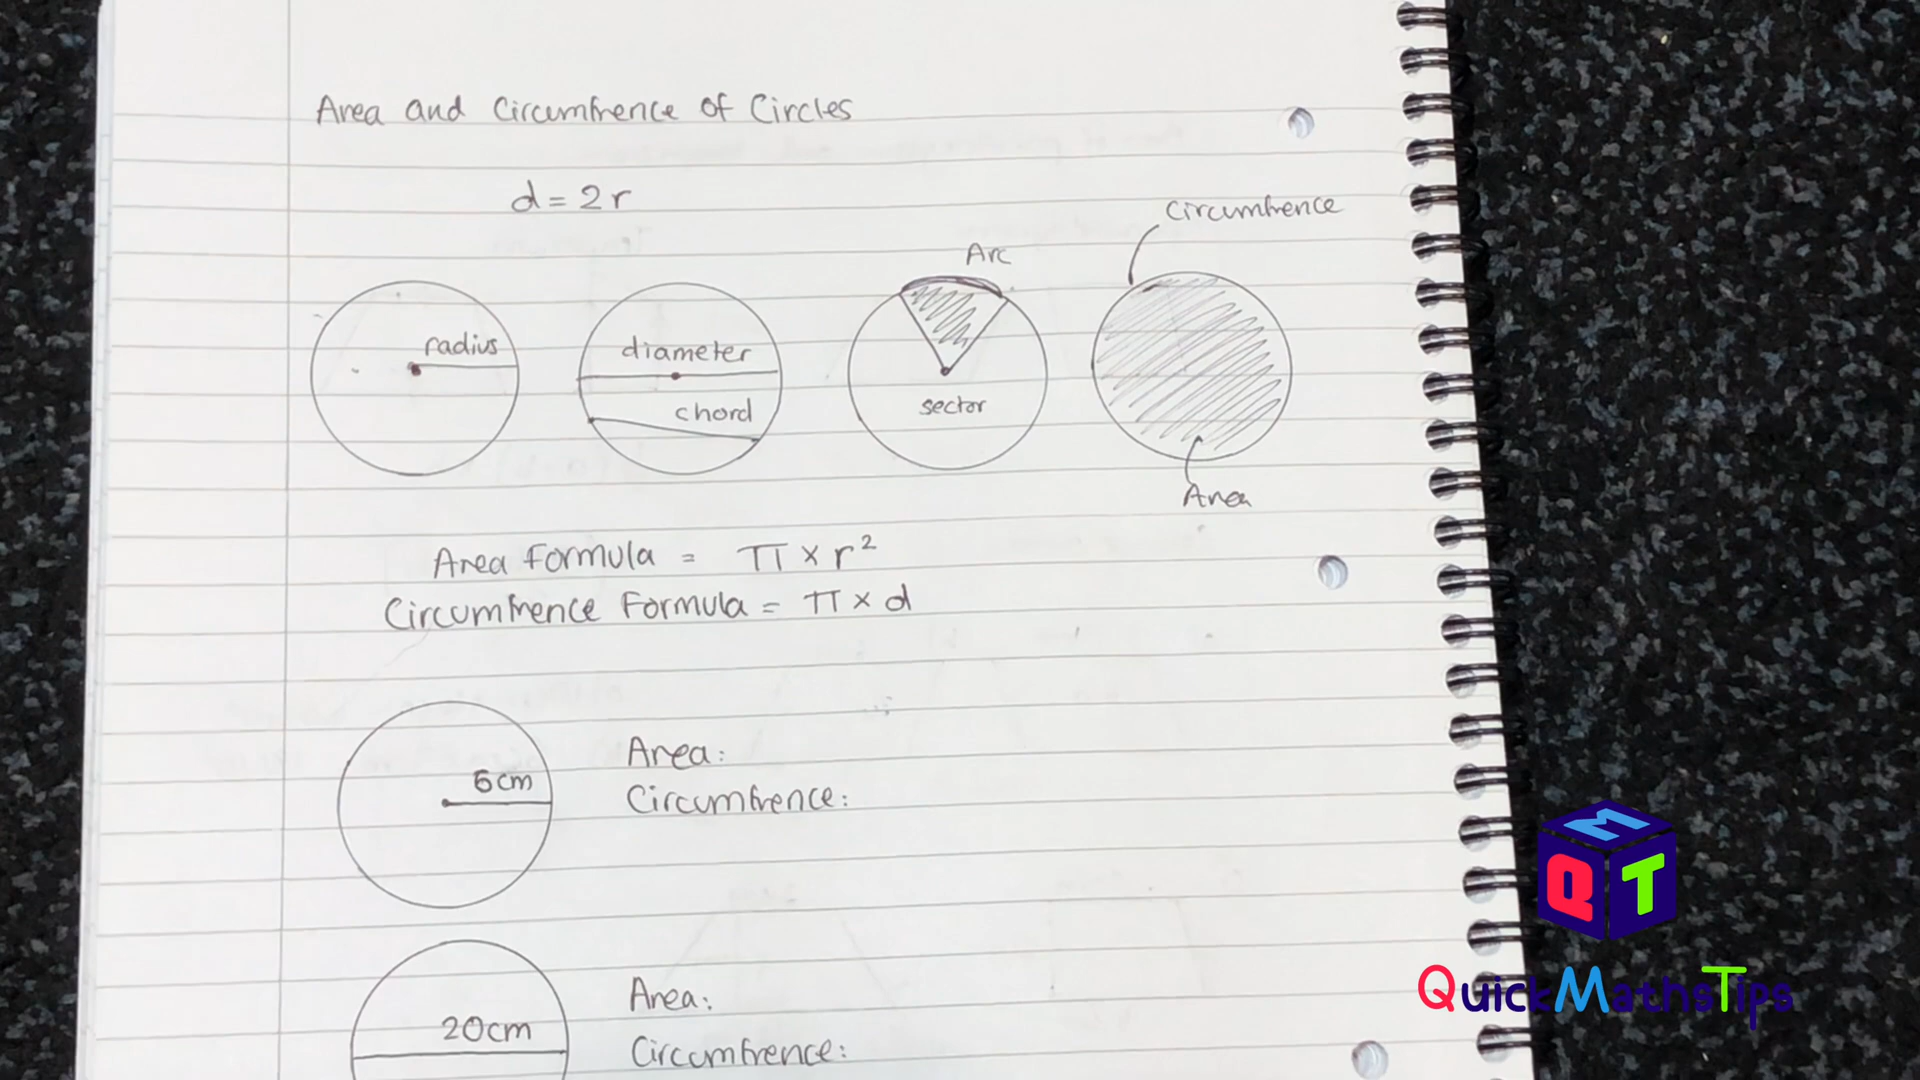 Area and Circumfrence of Circles
d = 2r
Circumfrence
Arc
radius
diameter
chord
sector
Area
Area Formula = π × r²
Circumfrence Formula = π × d
5cm
Area:
Circumfrence:
20cm
Area:
Circumfrence:
M
Q T
QuickMathsTips